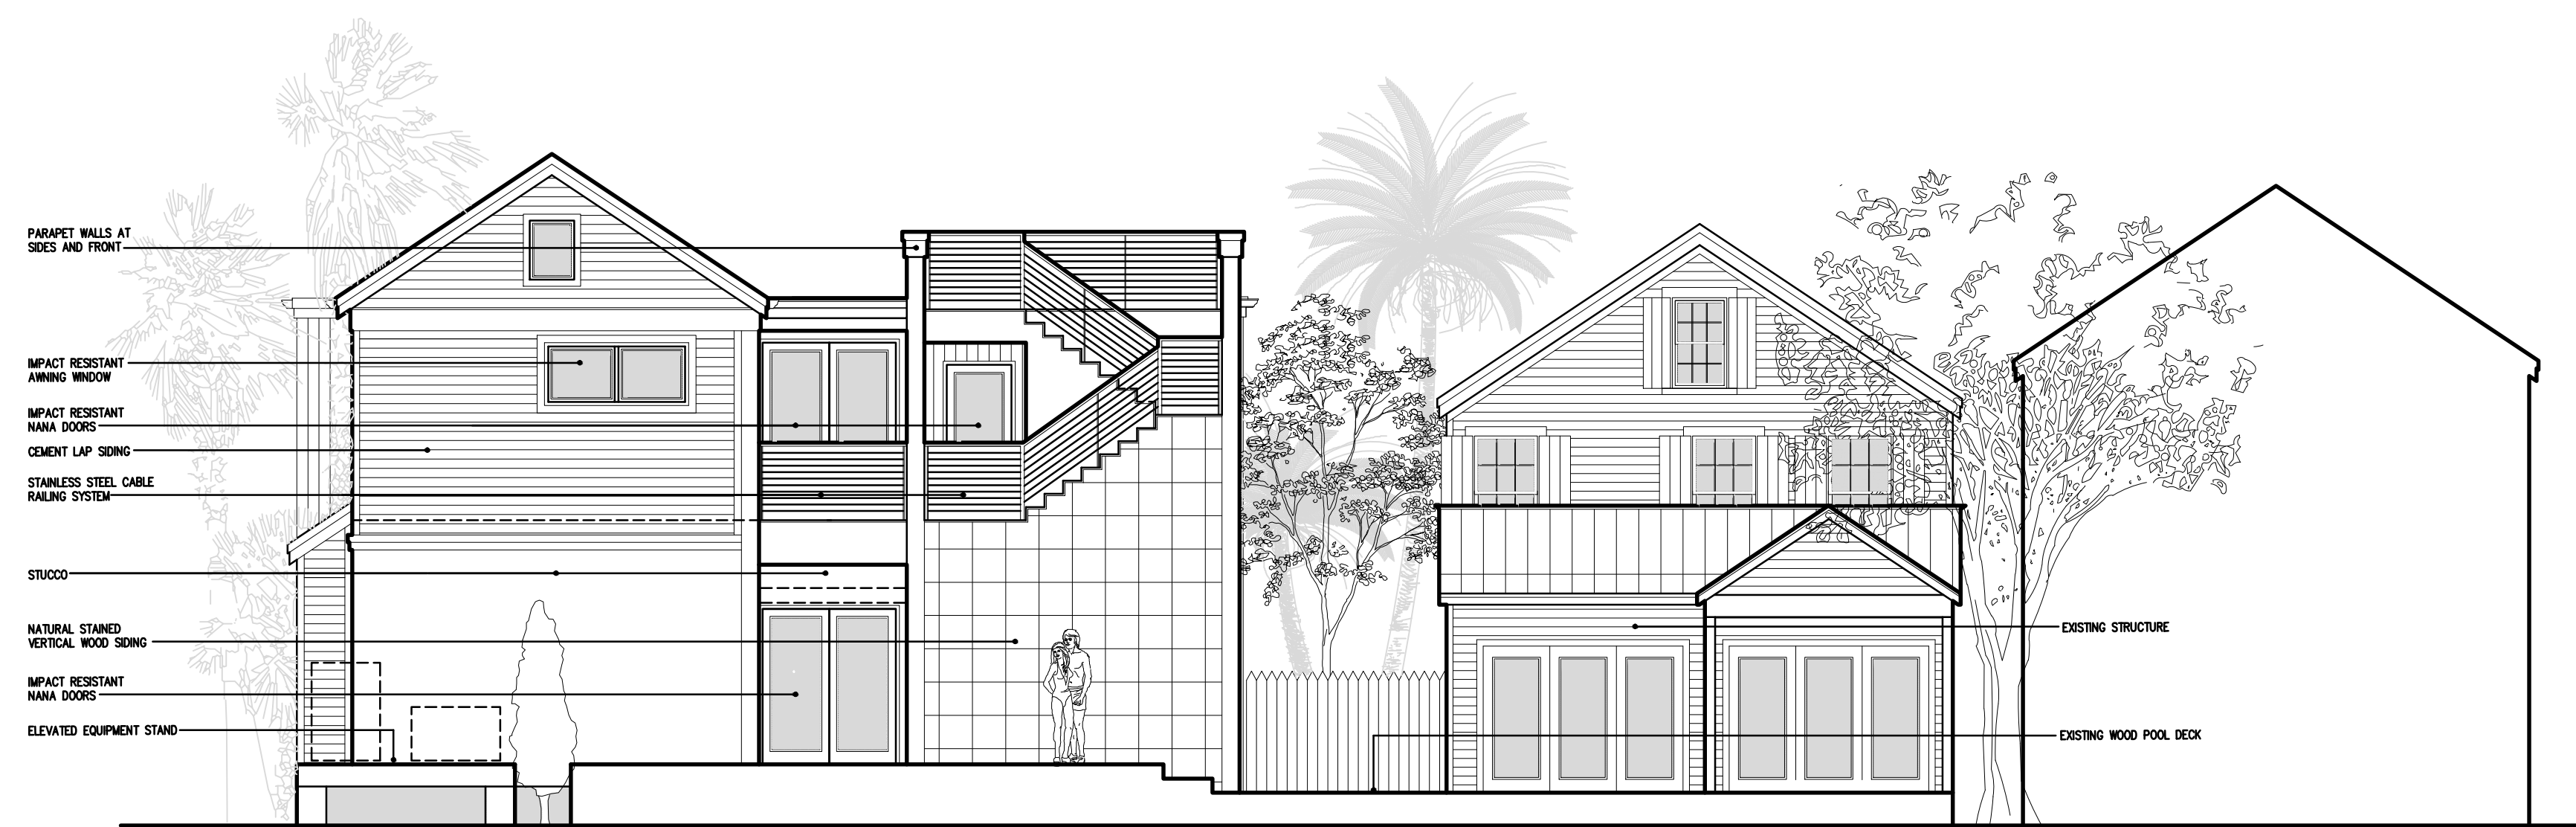 PARAPET WALLS AT
SIDES AND FRONT
IMPACT RESISTANT
AWNING WINDOW
IMPACT RESISTANT
NANA DOORS
CEMENT LAP SIDING
STAINLESS STEEL CABLE
RAILING SYSTEM
STUCCO
NATURAL STAINED
VERTICAL WOOD SIDING
IMPACT RESISTANT
NANA DOORS
ELEVATED EQUIPMENT STAND
EXISTING STRUCTURE
EXISTING WOOD POOL DECK